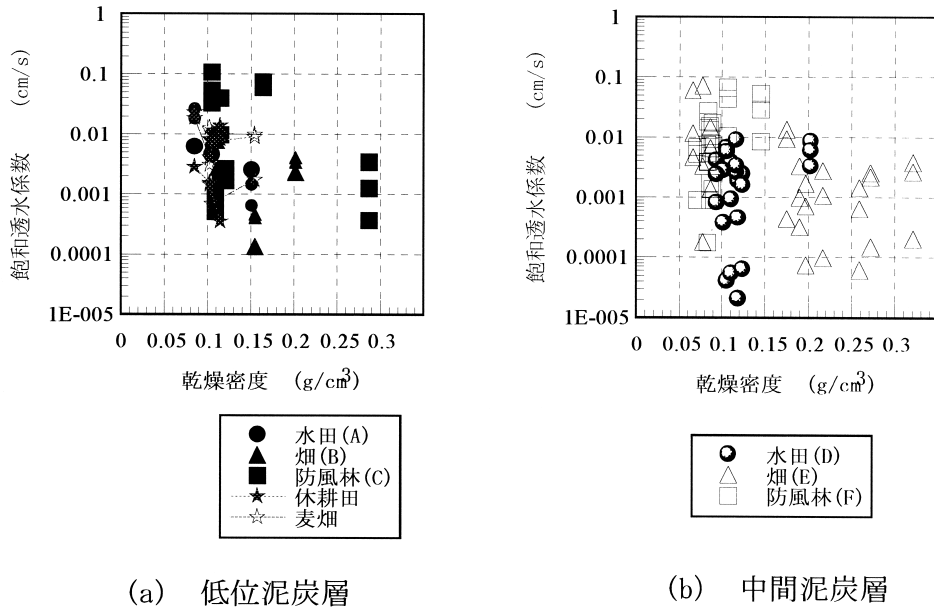 飽和透水係数 (cm/s)
1
0.1
0.01
0.001
0.0001
1E-005
0 0.05 0.1 0.15 0.2 0.25 0.3
乾燥密度 (g/cm³)
水田(A)
畑(B)
防風林(C)
休耕田
麦畑
(a) 低位泥炭層
飽和透水係数 (cm/s)
1
0.1
0.01
0.001
0.0001
1E-005
0 0.05 0.1 0.15 0.2 0.25 0.3
乾燥密度 (g/cm³)
水田(D)
畑(E)
防風林(F)
(b) 中間泥炭層